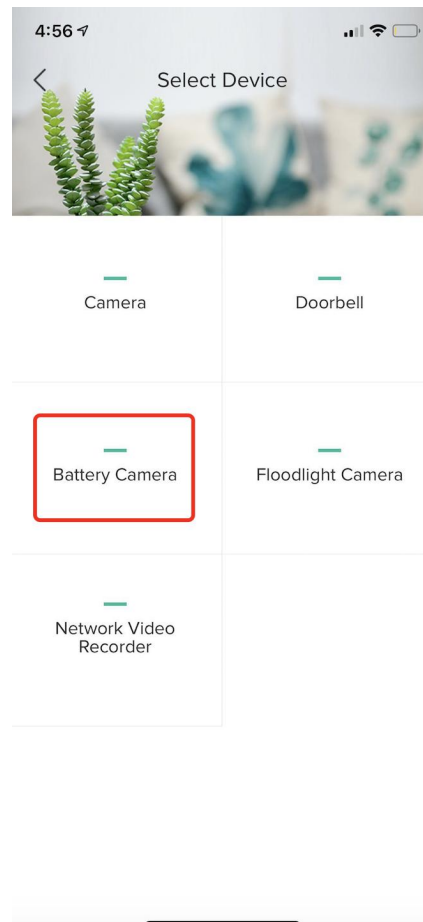 4:56
Select Device
Camera
Doorbell
Battery Camera
Floodlight Camera
Network Video
Recorder